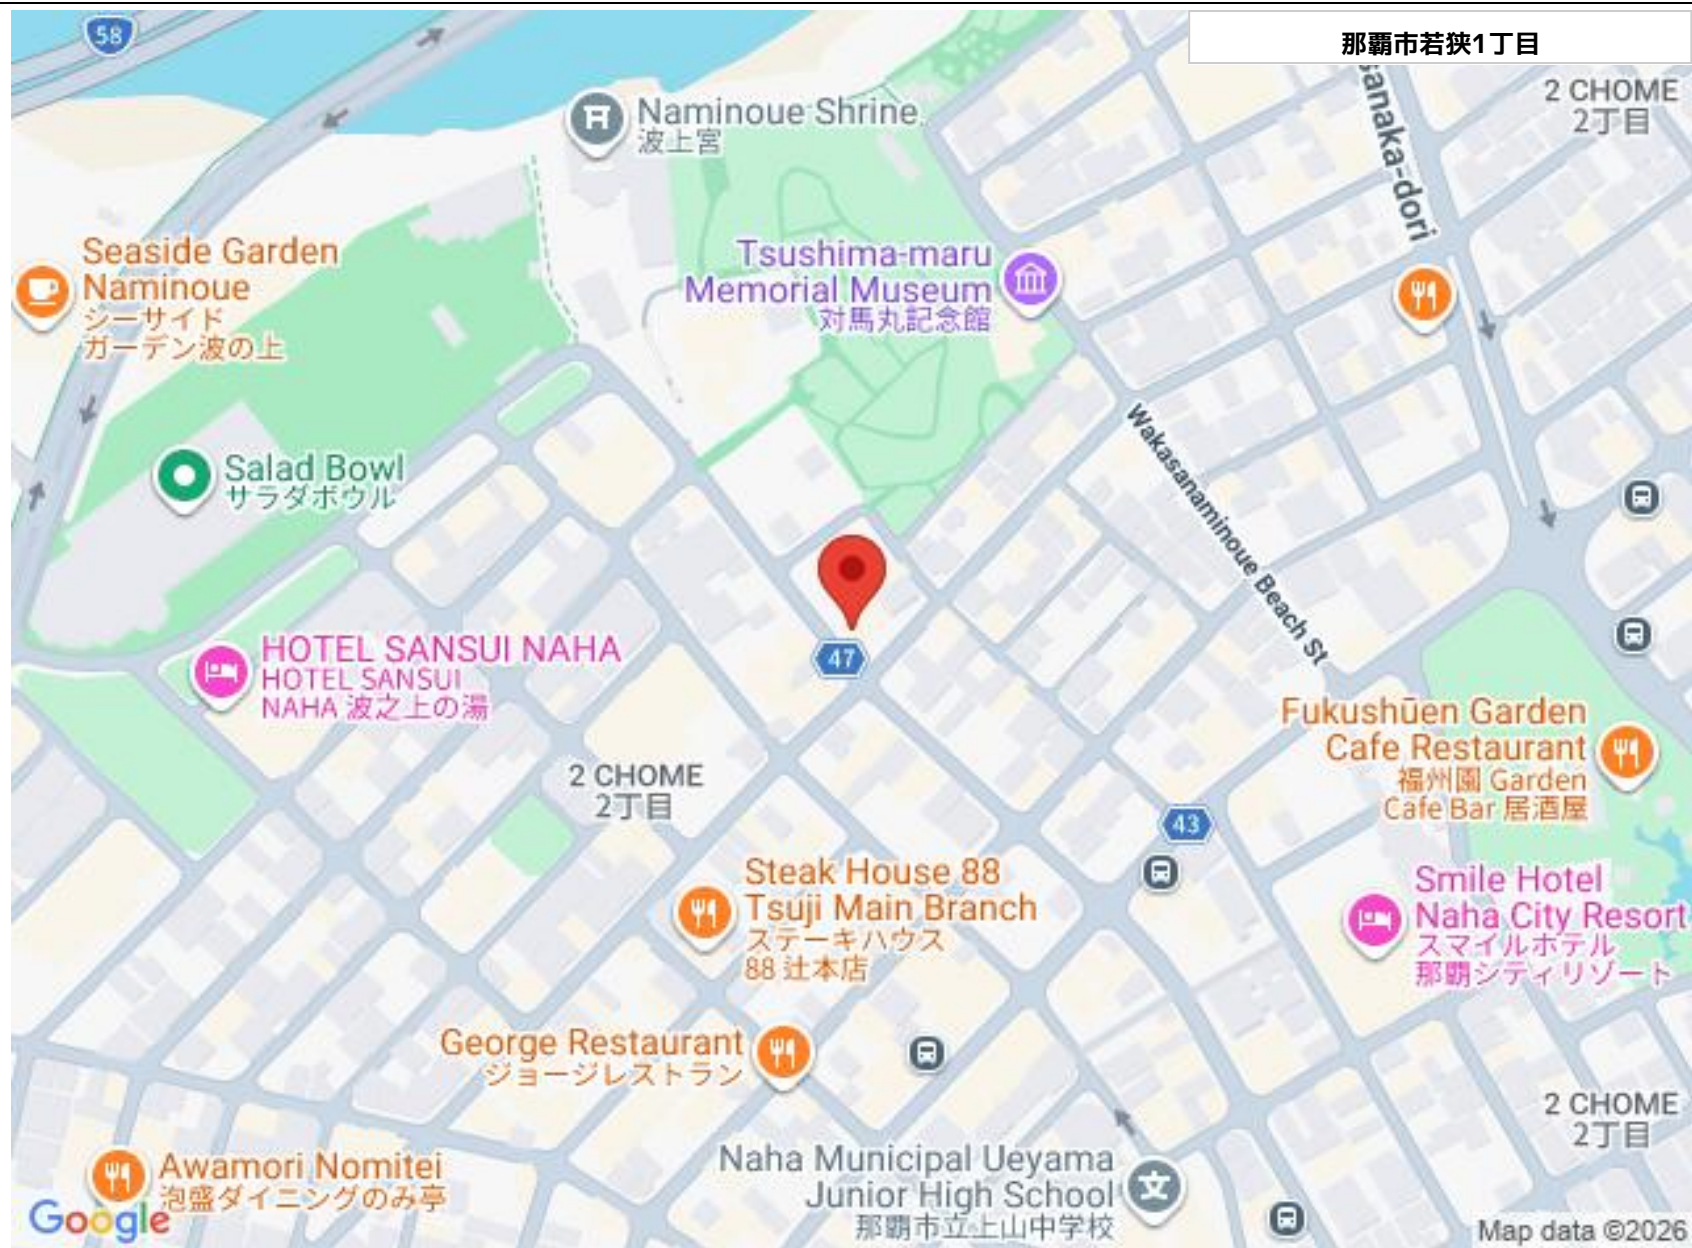 58
那覇市若狭1丁目
2 CHOME
2丁目
Naminoue Shrine
波上宮
sanaka-dori
Seaside Garden
Naminoue
シーサイド
ガーデン波の上
Tsushima-maru
Memorial Museum
対馬丸記念館
Salad Bowl
サラダボウル
Wakasanaminoue Beach St
HOTEL SANSUI NAHA
HOTEL SANSUI
NAHA 波之上の湯
47
Fukushūen Garden
Cafe Restaurant
福州園 Garden
Cafe Bar 居酒屋
2 CHOME
2丁目
43
Steak House 88
Tsuji Main Branch
ステーキハウス
88 辻本店
Smile Hotel
Naha City Resort
スマイルホテル
那覇シティリゾート
George Restaurant
ジョージレストラン
2 CHOME
2丁目
Awamori Nomitei
泡盛ダイニングのみ亭
Naha Municipal Ueyama
Junior High School
那覇市立上山中学校
文
Google
Map data ©2026